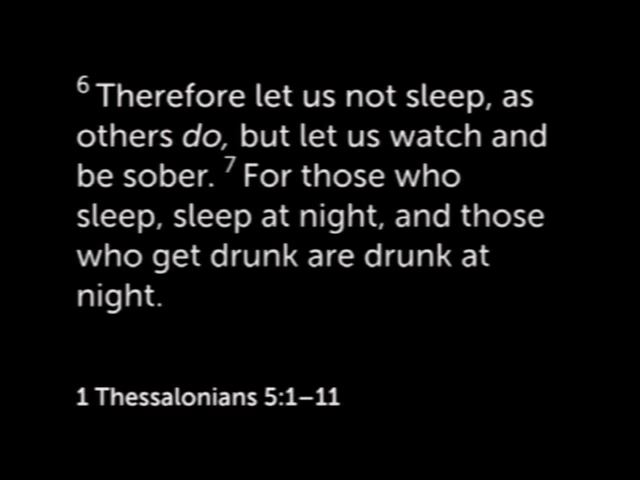 ⁶ Therefore let us not sleep, as
others do, but let us watch and
be sober. ⁷ For those who
sleep, sleep at night, and those
who get drunk are drunk at
night.
1 Thessalonians 5:1–11